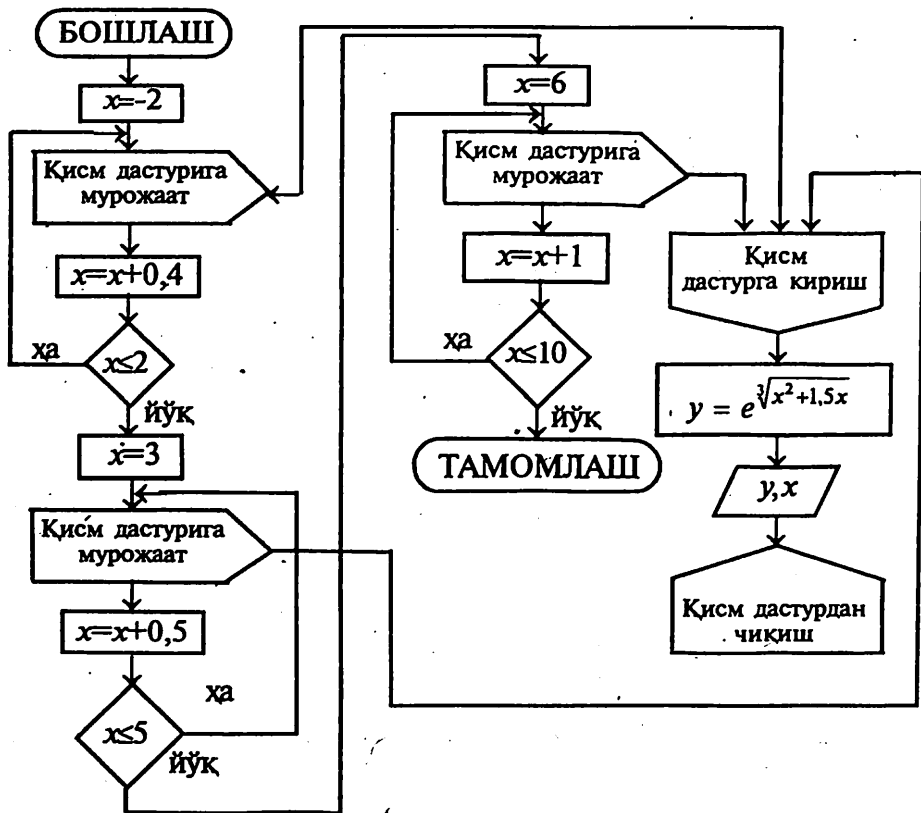 БОШЛАШ
x=-2
Қисм дастурига
мурожаат
x=x+0,4
x≤2
ҳа
йўқ
x=3
Қисм дастурига
мурожаат
x=x+0,5
x≤5
ҳа
йўқ
x=6
Қисм дастурига
мурожаат
x=x+1
x≤10
ҳа
йўқ
ТАМОМЛАШ
Қисм
дастурга кириш
y = e^∛(x²+1,5x)
y,x
Қисм дастурдан
чиқиш